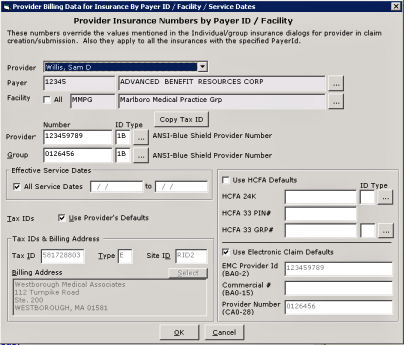 Provider Billing Data for Insurance By Payer ID / Facility / Service Dates
Provider Insurance Numbers by Payer ID / Facility
These numbers override the values mentioned in the Individual/group insurance dialogs for provider in claim
creation/submission. Also they apply to all the insurances with the specified PayerId.
Provider Willis, Sam D
Payer 12345 ADVANCED BENEFIT RESOURCES CORP ...
Facility All MMPG Marlboro Medical Practice Grp ...
Copy Tax ID
Number ID Type
Provider 123459789 1B ... ANSI-Blue Shield Provider Number
Group 0126456 1B ... ANSI-Blue Shield Provider Number
Effective Service Dates
All Service Dates / / to / /
Tax IDs Use Provider's Defaults
Tax IDs & Billing Address
Tax ID 581728803 Type E Site ID RID2
Billing Address Select
Westborough Medical Associates
112 Turnpike Road
Ste. 200
WESTBOROUGH, MA 01581
Use HCFA Defaults
ID Type
HCFA 24K ...
HCFA 33 PIN#
HCFA 33 GRP# ...
Use Electronic Claim Defaults
EMC Provider Id
(BA0-2) 123459789
Commercial #
(BA0-15)
Provider Number
(CA0-28) 0126456
OK Cancel